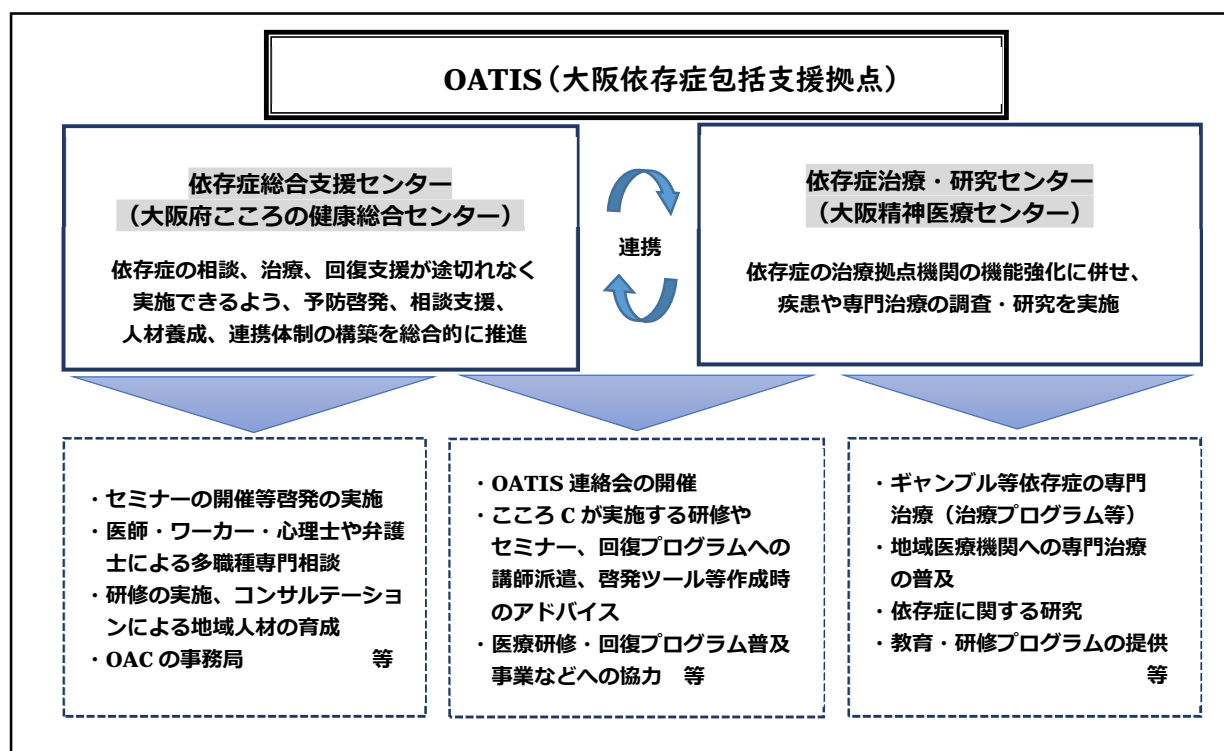 OATIS（大阪依存症包括支援拠点）
依存症総合支援センター
（大阪府こころの健康総合センター）
依存症の相談、治療、回復支援が途切れなく
実施できるよう、予防啓発、相談支援、
人材養成、連携体制の構築を総合的に推進
連携
依存症治療・研究センター
（大阪精神医療センター）
依存症の治療拠点機関の機能強化に併せ、
疾患や専門治療の調査・研究を実施
・セミナーの開催等啓発の実施
・医師・ワーカー・心理士や弁護
士による多職種専門相談
・研修の実施、コンサルテーショ
ンによる地域人材の育成
・OAC の事務局　等
・OATIS 連絡会の開催
・こころ C が実施する研修や
セミナー、回復プログラムへの
講師派遣、啓発ツール等作成時
のアドバイス
・医療研修・回復プログラム普及
事業などへの協力　等
・ギャンブル等依存症の専門
治療（治療プログラム等）
・地域医療機関への専門治療
の普及
・依存症に関する研究
・教育・研修プログラムの提供
等